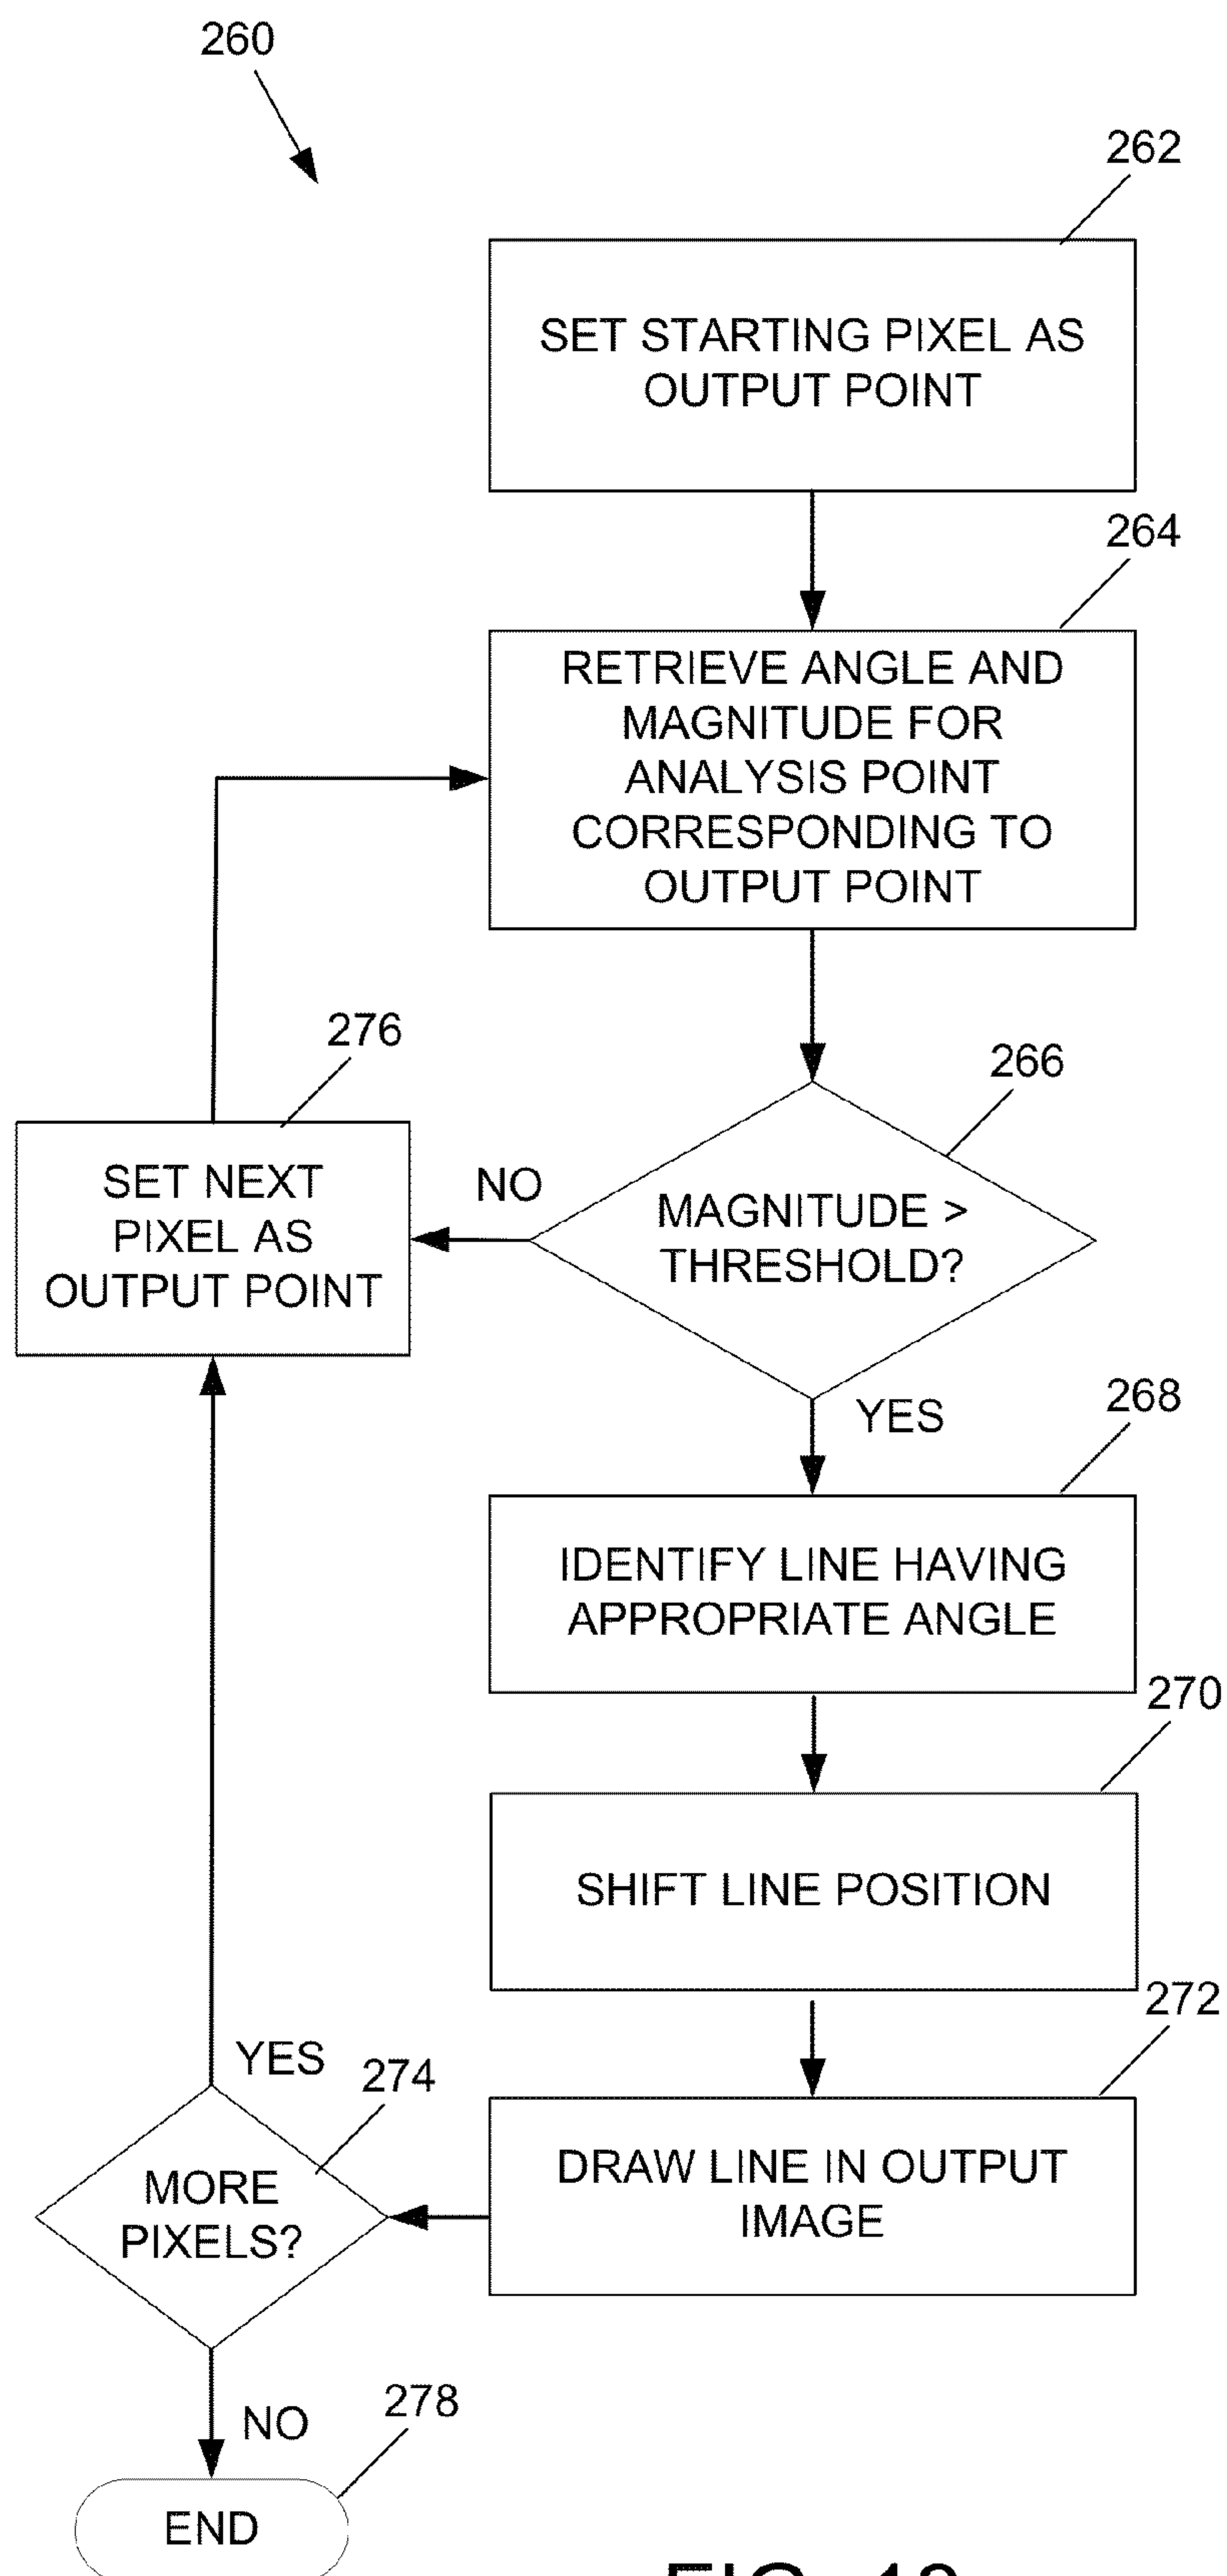 260
262
SET STARTING PIXEL AS
OUTPUT POINT
264
RETRIEVE ANGLE AND
MAGNITUDE FOR
ANALYSIS POINT
CORRESPONDING TO
OUTPUT POINT
276
SET NEXT
PIXEL AS
OUTPUT POINT
NO
266
MAGNITUDE >
THRESHOLD?
YES
268
IDENTIFY LINE HAVING
APPROPRIATE ANGLE
270
SHIFT LINE POSITION
272
DRAW LINE IN OUTPUT
IMAGE
YES
274
MORE
PIXELS?
NO
278
END
FIG.